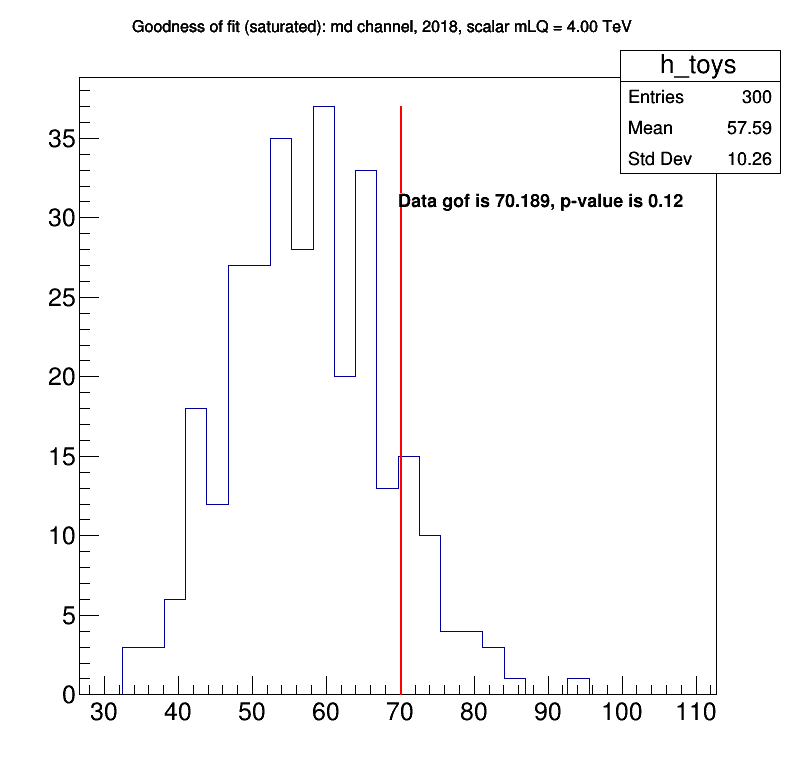 Goodness of fit (saturated): md channel, 2018, scalar mLQ = 4.00 TeV
h_toys
Entries 300
Mean 57.59
Std Dev 10.26
Data gof is 70.189, p-value is 0.12
35
30
25
20
15
10
5
0
30 40 50 60 70 80 90 100 110